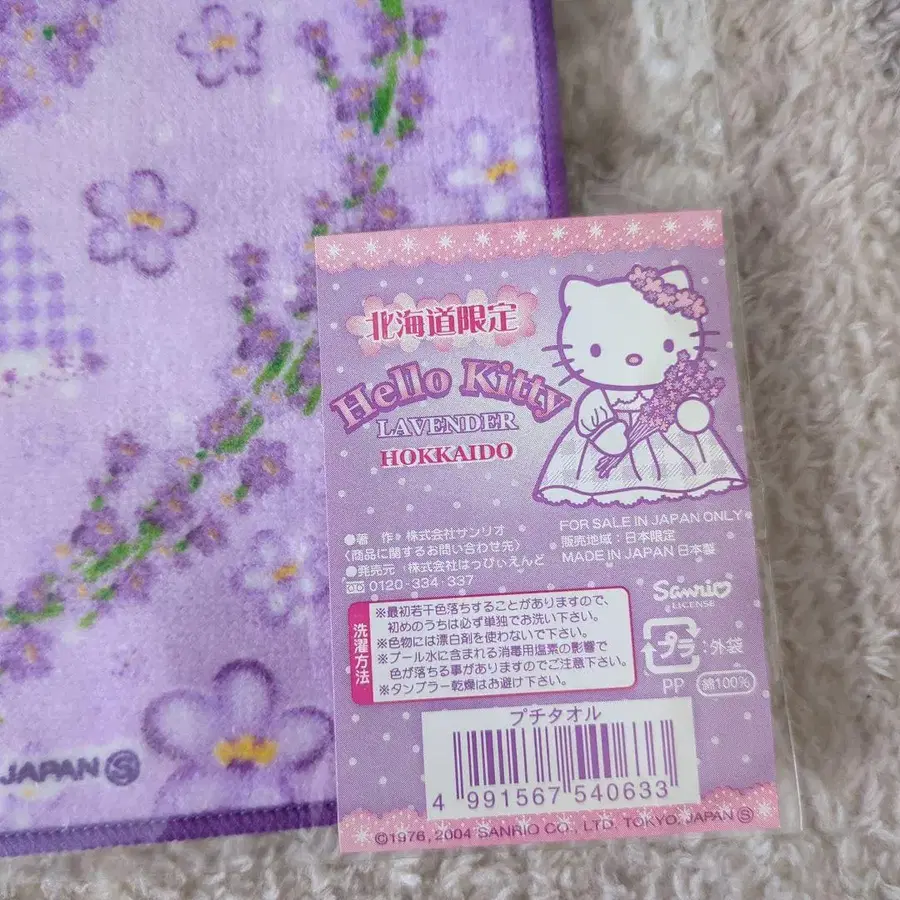 北海道限定
Hello Kitty
LAVENDER
HOKKAIDO
●著　作・株式会社サンリオ
〈商品に関するお問い合わせ先〉
●発売元・株式会社はっぴぃえんど
0120-334-337
FOR SALE IN JAPAN ONLY
販売地域：日本限定
MADE IN JAPAN 日本製
Sanrio
LICENSE
洗濯方法
※最初若干色落ちすることがありますので、
初めのうちは必ず単独でお洗い下さい。
※色物には漂白剤を使わないで下さい。
※プール水に含まれる消毒用塩素の影響で
色が落ちる事がありますのでご注意下さい。
※タンブラー乾燥はお避け下さい。
プラ：外袋
PP 綿100%
プチタオル
4 991567 540633
©1976, 2004 SANRIO CO., LTD. TOKYO, JAPAN Ⓢ
JAPAN Ⓢ